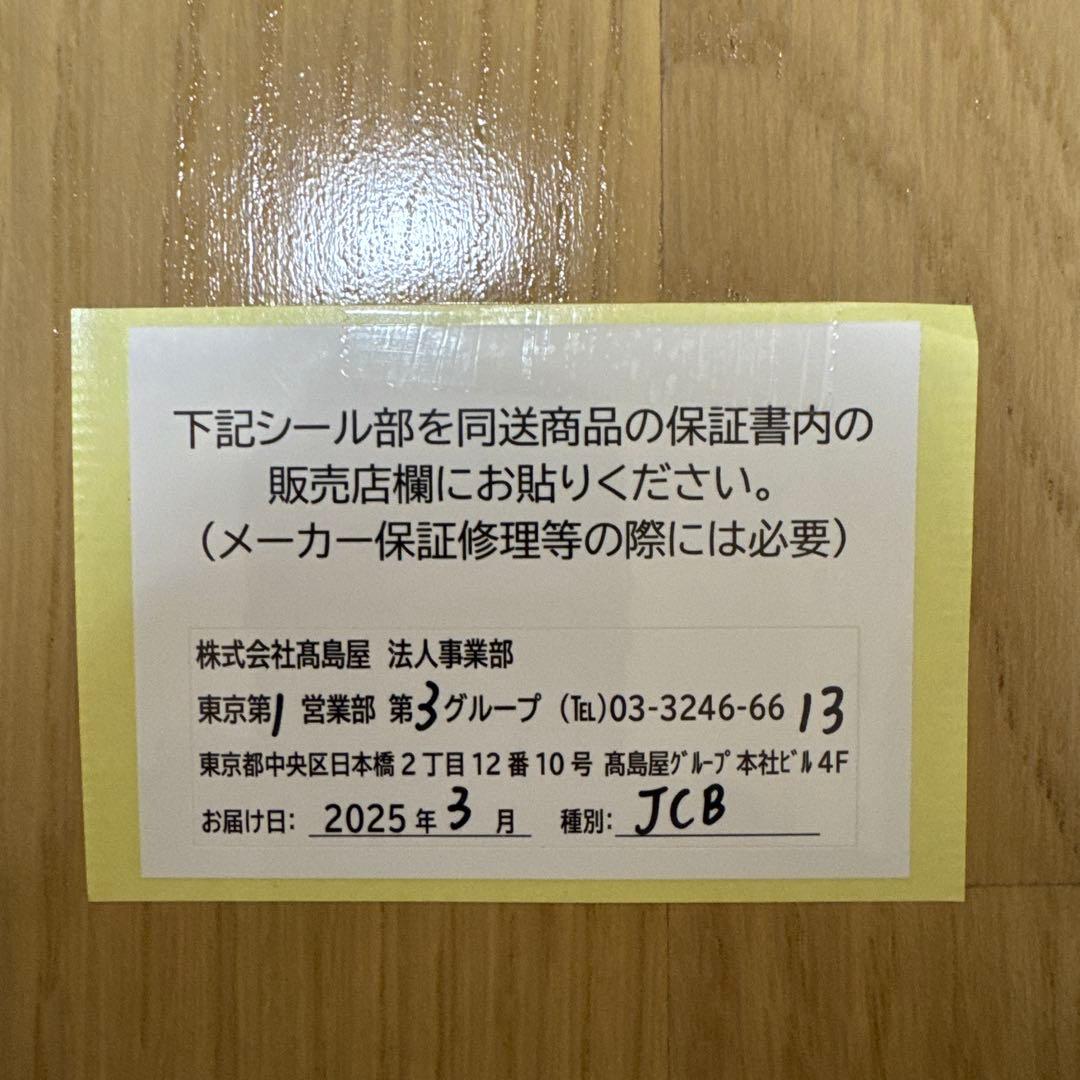 下記シール部を同送商品の保証書内の
販売店欄にお貼りください。
（メーカー保証修理等の際には必要）
株式会社髙島屋 法人事業部
東京第1 営業部 第3グループ （℡）03-3246-66 13
東京都中央区日本橋２丁目12番10号 髙島屋ｸﾞﾙｰﾌﾟ本社ﾋﾞﾙ4F
お届け日： 2025年 3 月 種別：JCB